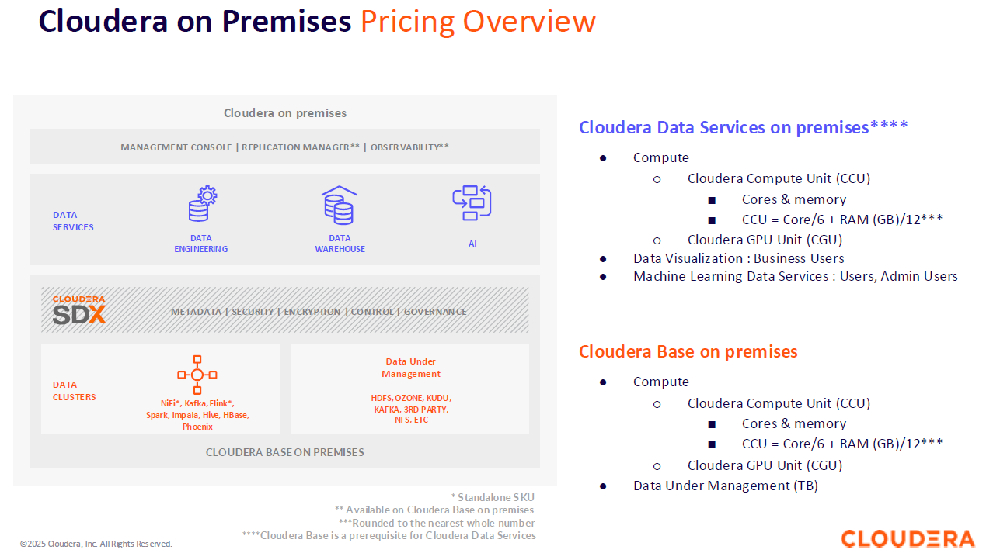 Cloudera on Premises Pricing Overview
Cloudera on premises
MANAGEMENT CONSOLE | REPLICATION MANAGER** | OBSERVABILITY**
DATA
SERVICES
DATA
ENGINEERING
DATA
WAREHOUSE
AI
CLOUDERA
SDX
METADATA | SECURITY | ENCRYPTION | CONTROL | GOVERNANCE
DATA
CLUSTERS
NiFi*, Kafka, Flink*,
Spark, Impala, Hive, HBase,
Phoenix
Data Under
Management
HDFS, OZONE, KUDU,
KAFKA, 3RD PARTY,
NFS, ETC
CLOUDERA BASE ON PREMISES
* Standalone SKU
** Available on Cloudera Base on premises
***Rounded to the nearest whole number
****Cloudera Base is a prerequisite for Cloudera Data Services
Cloudera Data Services on premises****
● Compute
○ Cloudera Compute Unit (CCU)
■ Cores & memory
■ CCU = Core/6 + RAM (GB)/12***
○ Cloudera GPU Unit (CGU)
● Data Visualization : Business Users
● Machine Learning Data Services : Users, Admin Users
Cloudera Base on premises
● Compute
○ Cloudera Compute Unit (CCU)
■ Cores & memory
■ CCU = Core/6 + RAM (GB)/12***
○ Cloudera GPU Unit (CGU)
● Data Under Management (TB)
©2025 Cloudera, Inc. All Rights Reserved.
CLOUDERA